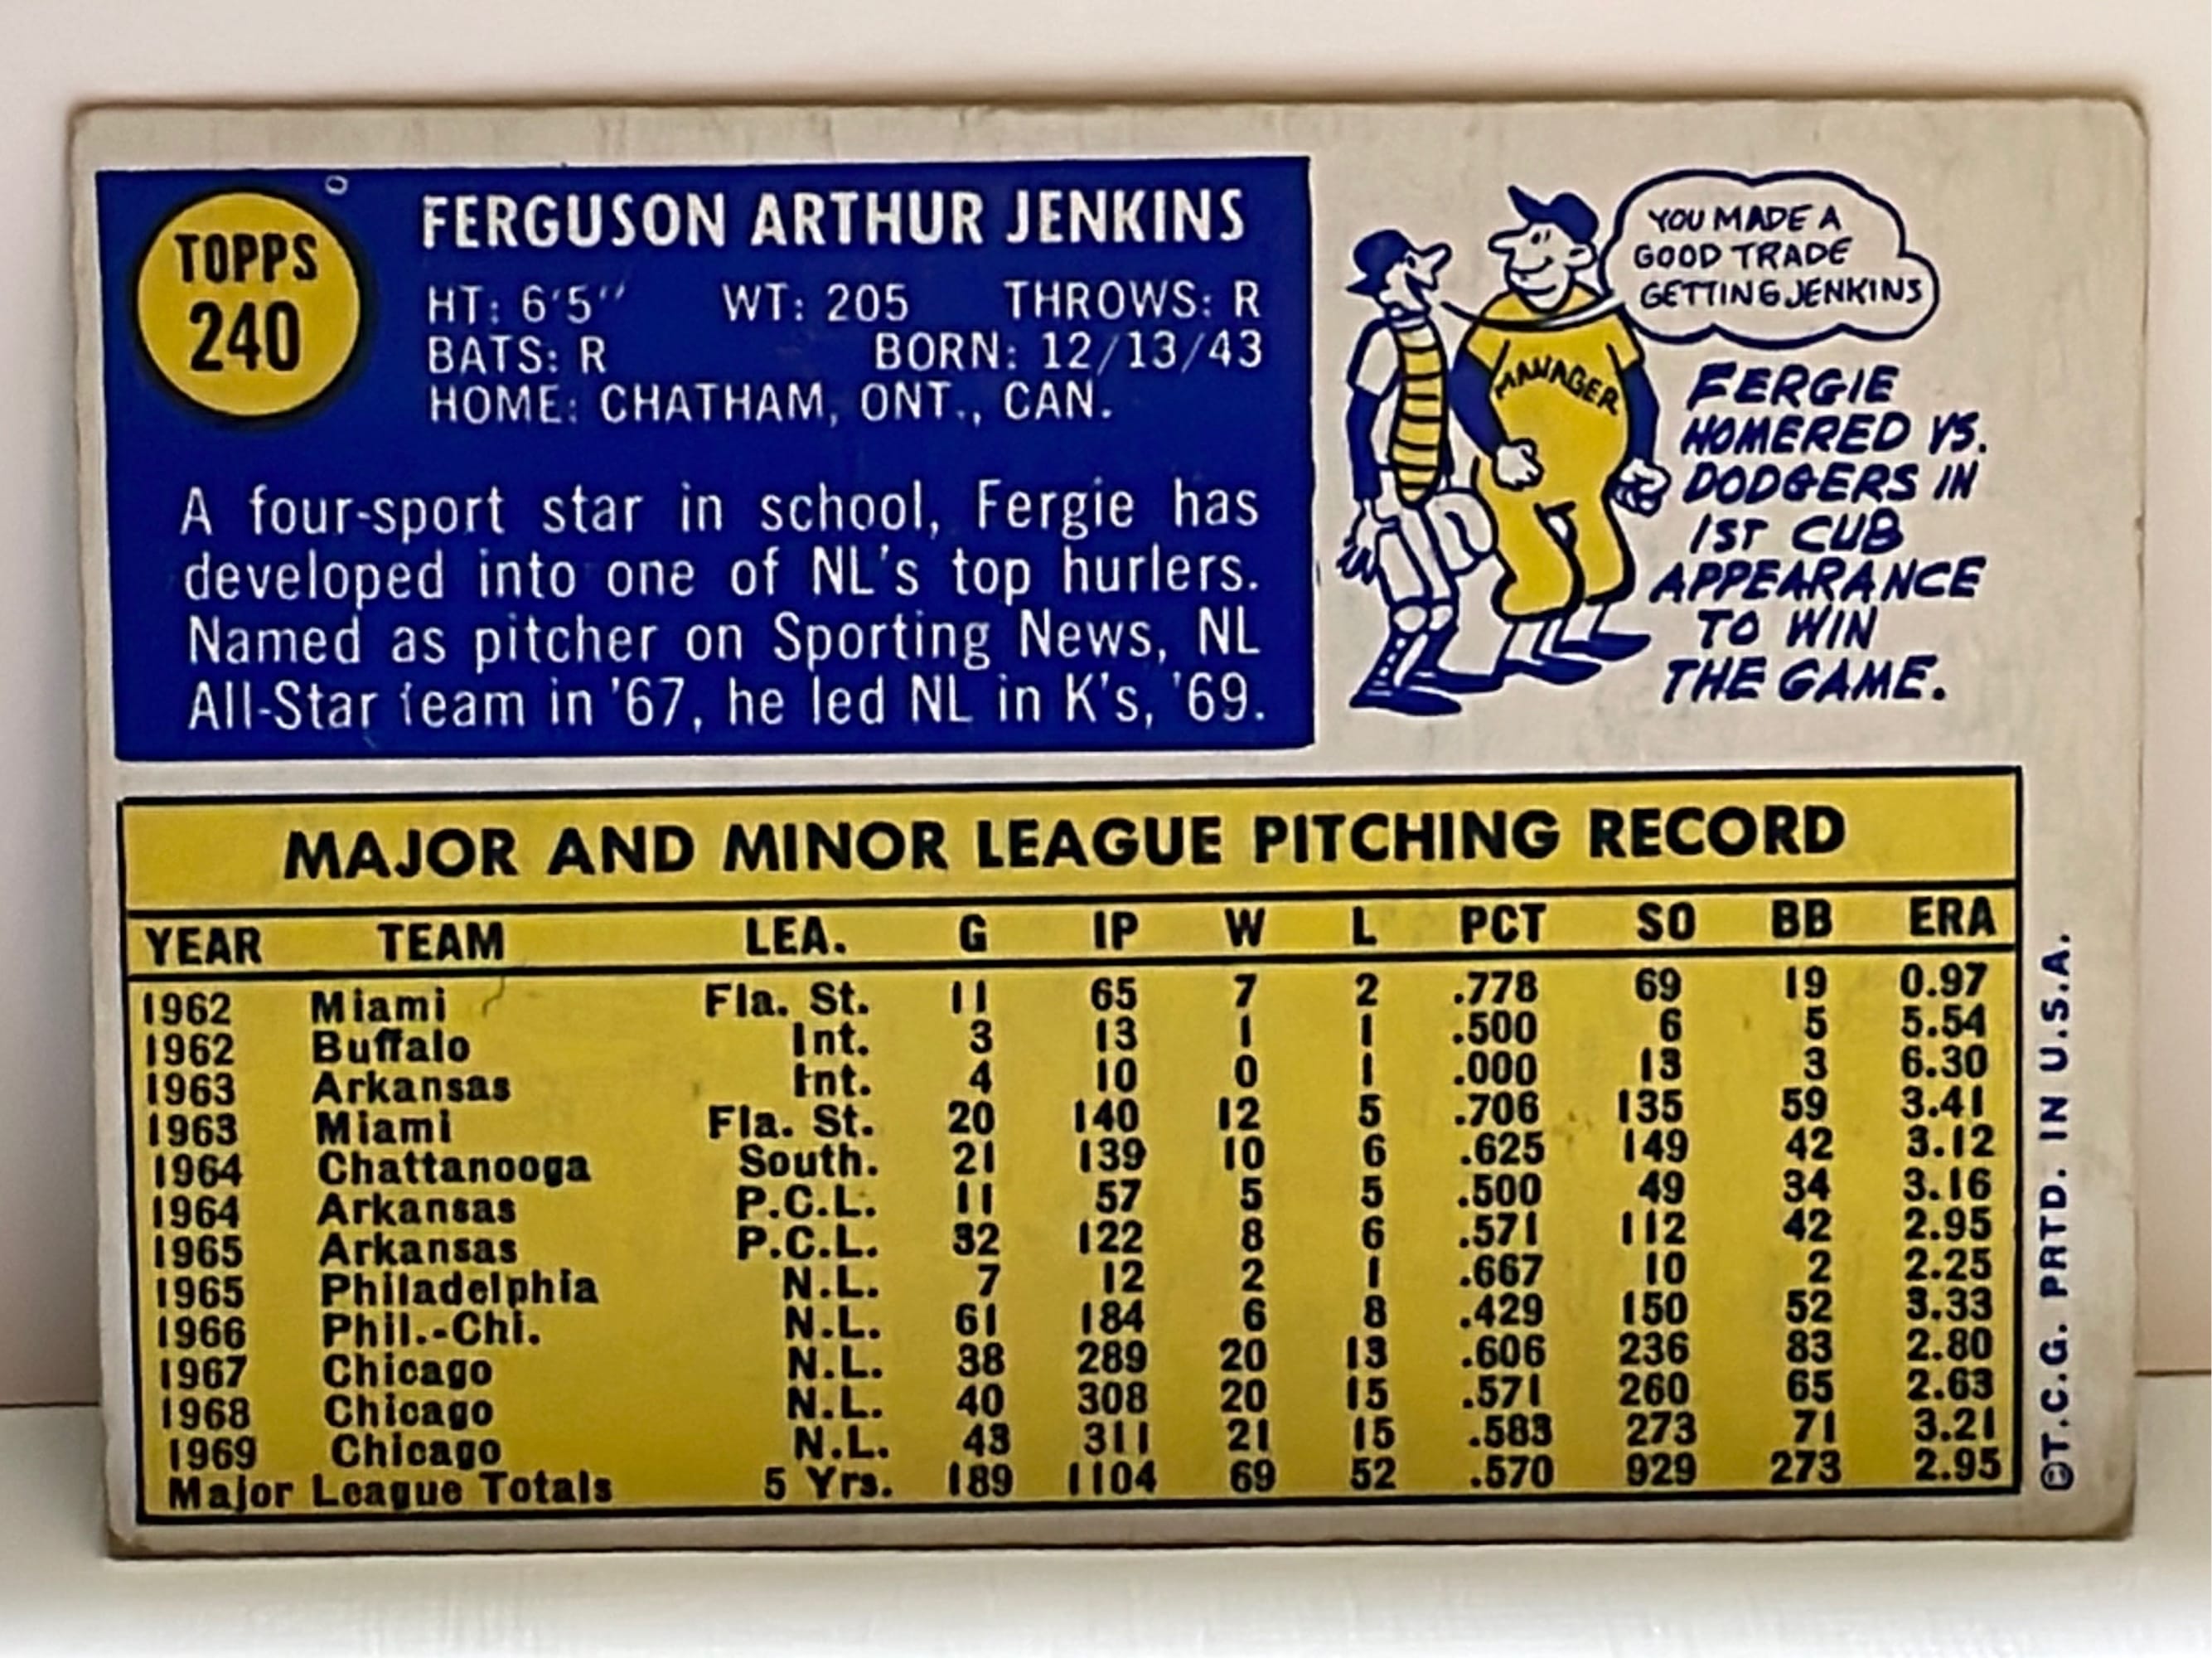 TOPPS
240
FERGUSON ARTHUR JENKINS
HT: 6'5" WT: 205 THROWS: R
BATS: R BORN: 12/13/43
HOME: CHATHAM, ONT., CAN.
A four-sport star in school, Fergie has
developed into one of NL's top hurlers.
Named as pitcher on Sporting News, NL
All-Star team in '67, he led NL in K's, '69.
YOU MADE A
GOOD TRADE
GETTING JENKINS
MANAGER
FERGIE
HOMERED VS.
DODGERS IN
1ST CUB
APPEARANCE
TO WIN
THE GAME.
MAJOR AND MINOR LEAGUE PITCHING RECORD
YEAR TEAM LEA. G IP W L PCT SO BB ERA
1962 Miami Fla. St. 11 65 7 2 .778 69 19 0.97
1962 Buffalo Int. 3 13 1 1 .500 6 5 5.54
1963 Arkansas Int. 4 10 0 1 .000 13 3 6.30
1963 Miami Fla. St. 20 140 12 5 .706 135 59 3.41
1964 Chattanooga South. 21 139 10 6 .625 149 42 3.12
1964 Arkansas P.C.L. 11 57 5 5 .500 49 34 3.16
1965 Arkansas P.C.L. 32 122 8 6 .571 112 42 2.95
1965 Philadelphia N.L. 7 12 2 1 .667 10 2 2.25
1966 Phil.-Chi. N.L. 61 184 6 8 .429 150 52 3.33
1967 Chicago N.L. 38 289 20 13 .606 236 83 2.80
1968 Chicago N.L. 40 308 20 15 .571 260 65 2.63
1969 Chicago N.L. 43 311 21 15 .583 273 71 3.21
Major League Totals 5 Yrs. 189 1104 69 52 .570 929 273 2.95
©T.C.G. PRTD. IN U.S.A.